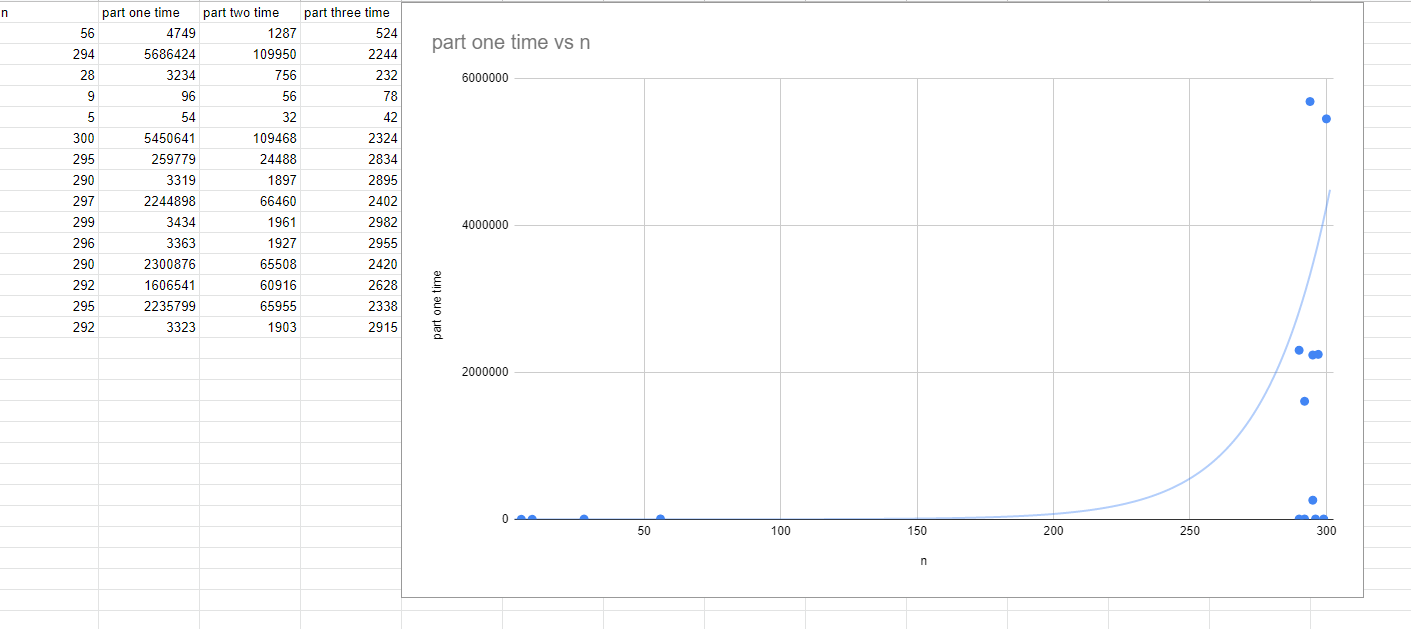 n part one time part two time part three time
56 4749 1287 524
294 5686424 109950 2244
28 3234 756 232
9 96 56 78
5 54 32 42
300 5450641 109468 2324
295 259779 24488 2834
290 3319 1897 2895
297 2244898 66460 2402
299 3434 1961 2982
296 3363 1927 2955
290 2300876 65508 2420
292 1606541 60916 2628
295 2235799 65955 2338
292 3323 1903 2915
part one time vs n
6000000
4000000
2000000
0
part one time
50 100 150 200 250 300
n